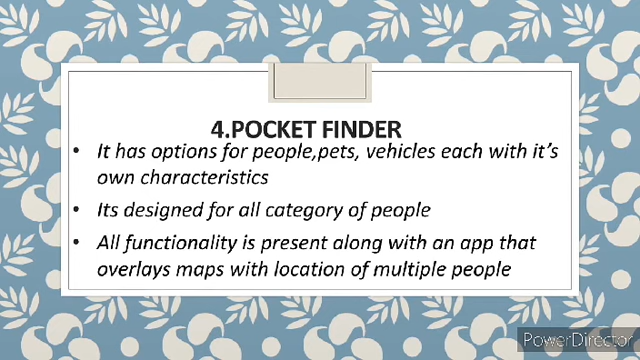 4.POCKET FINDER
• It has options for people,pets, vehicles each with it's
own characteristics
• Its designed for all category of people
• All functionality is present along with an app that
overlays maps with location of multiple people
PowerDirector